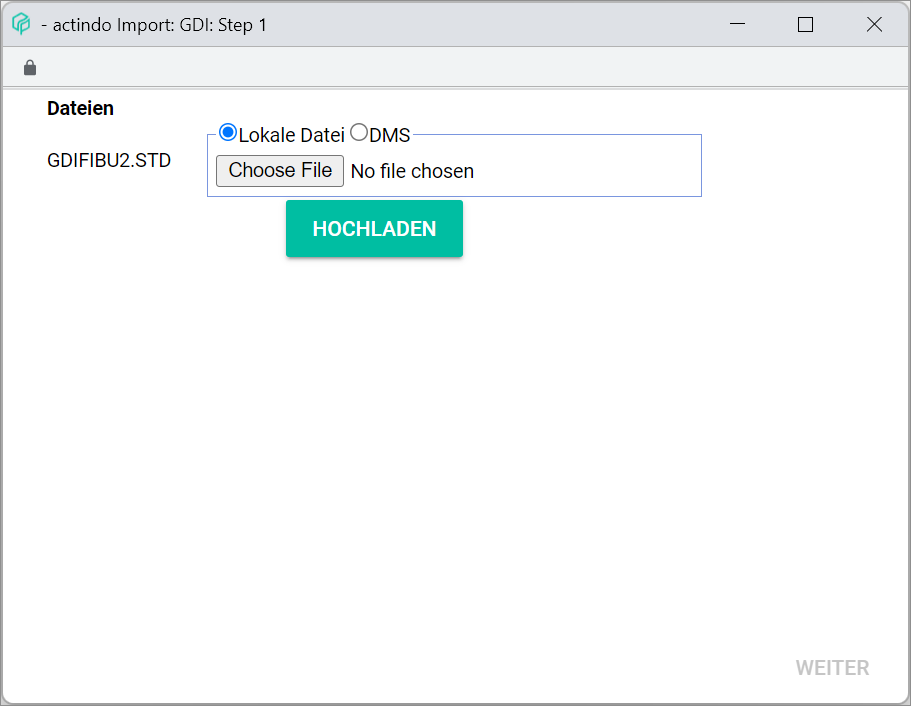 - actindo Import: GDI: Step 1
Dateien
Lokale Datei DMS
GDIFIBU2.STD
Choose File No file chosen
HOCHLADEN
WEITER